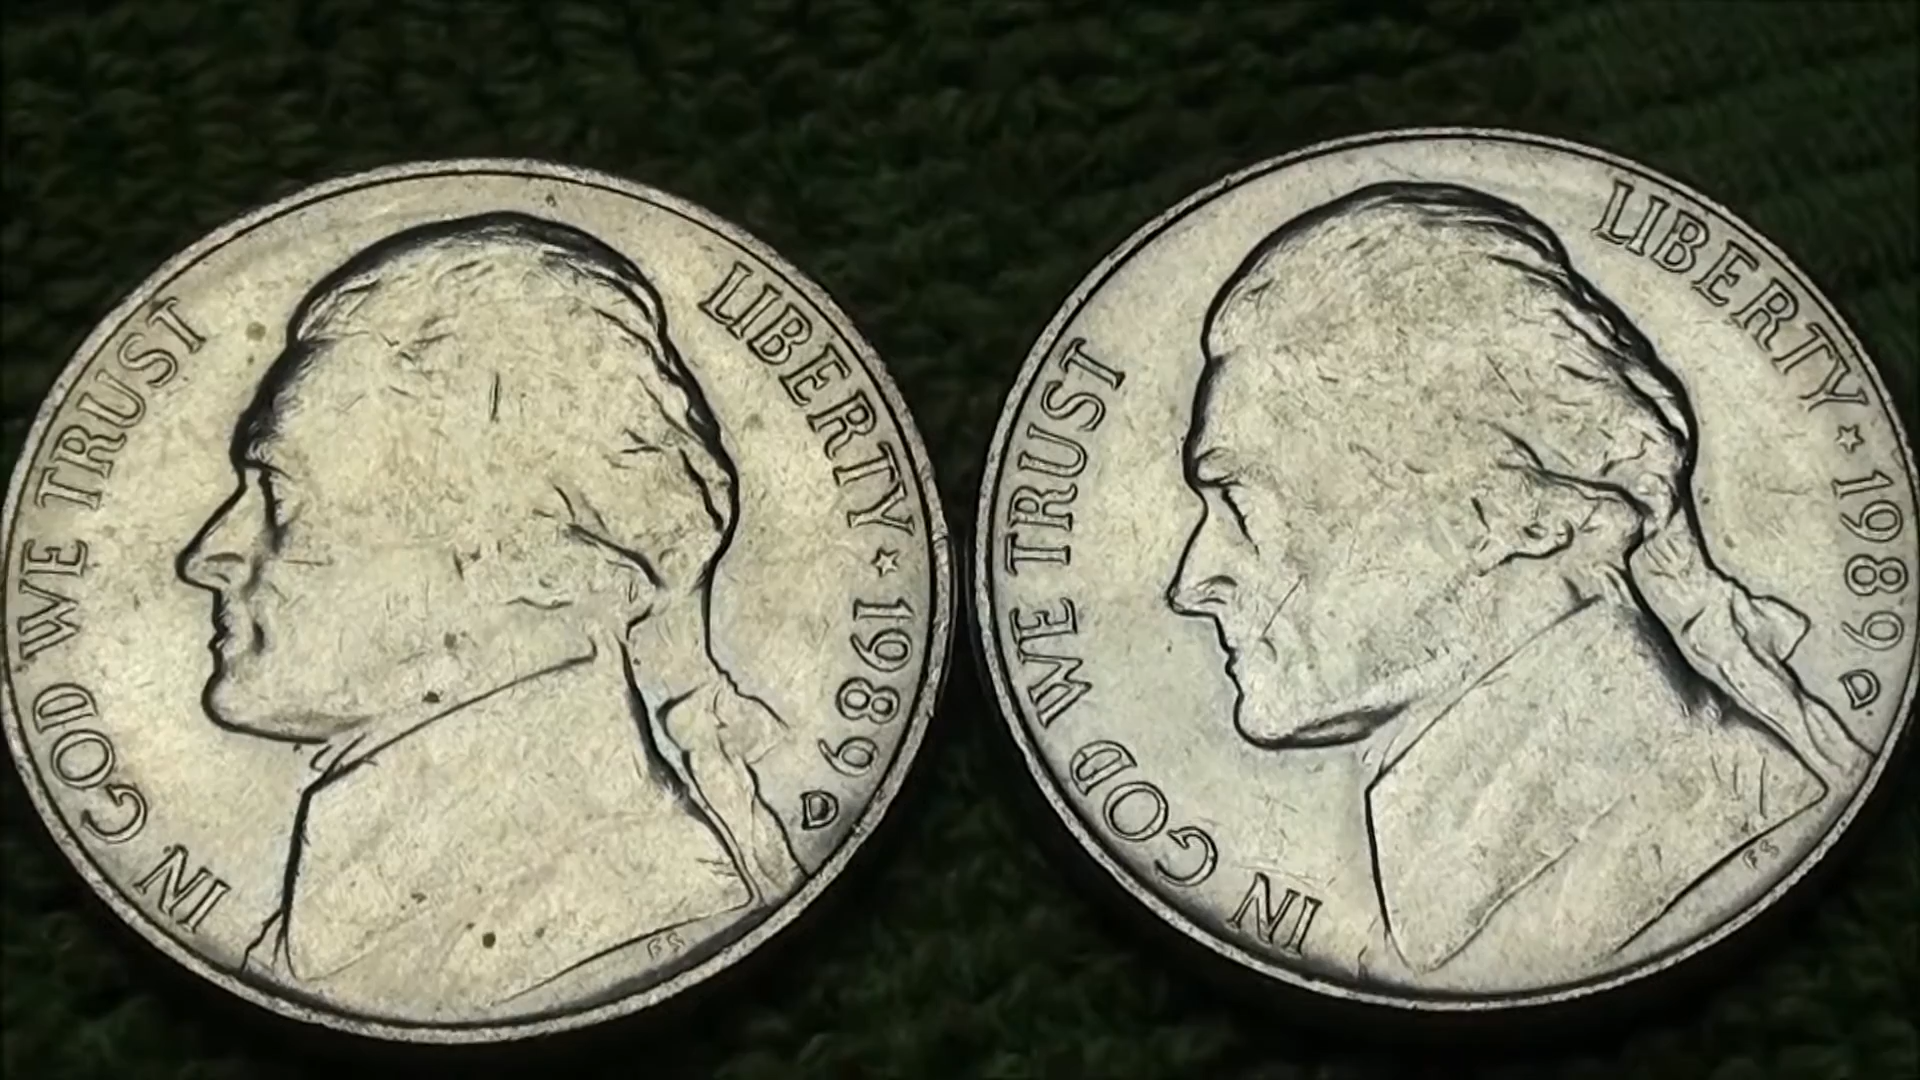 IN GOD WE TRUST
LIBERTY ★ 1989
D
FS
IN GOD WE TRUST
LIBERTY ★ 1989
D
FS